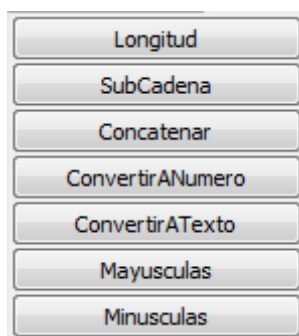 Longitud
SubCadena
Concatenar
ConvertirANumero
ConvertirATexto
Mayusculas
Minusculas